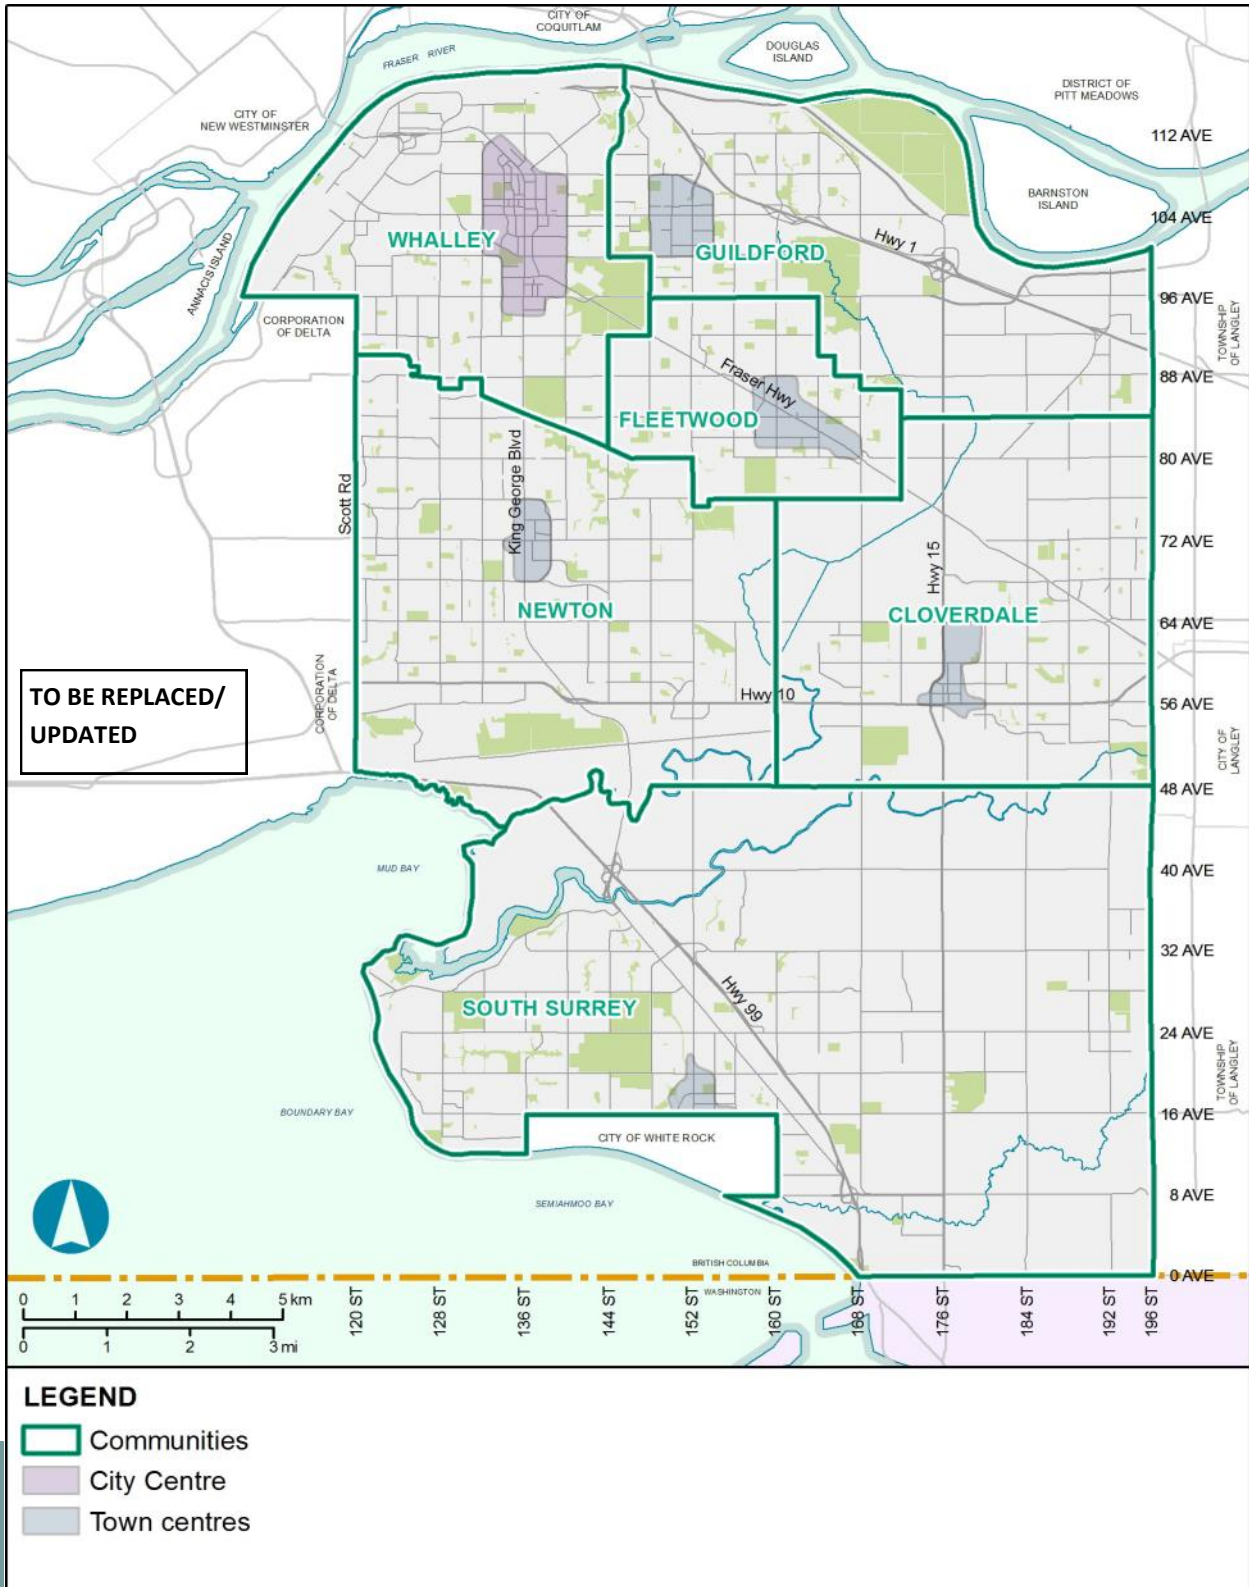 CITY OF
COQUITLAM
FRASER RIVER
DOUGLAS
ISLAND
DISTRICT OF
PITT MEADOWS
CITY OF
NEW WESTMINSTER
112 AVE
BARNSTON
ISLAND
104 AVE
WHALLEY
GUILDFORD
Hwy 1
ANNACIS ISLAND
96 AVE
CORPORATION
OF DELTA
TOWNSHIP
OF LANGLEY
88 AVE
Fraser Hwy
FLEETWOOD
80 AVE
King George Blvd
Scott Rd
72 AVE
Hwy 15
NEWTON
CLOVERDALE
64 AVE
TO BE REPLACED/
UPDATED
CORPORATION
OF DELTA
Hwy 10
56 AVE
CITY OF
LANGLEY
48 AVE
MUD BAY
40 AVE
32 AVE
SOUTH SURREY
Hwy 99
24 AVE
TOWNSHIP
OF LANGLEY
BOUNDARY BAY
16 AVE
CITY OF WHITE ROCK
8 AVE
SEMIAHMOO BAY
BRITISH COLUMBIA
0 AVE
WASHINGTON
0 1 2 3 4 5 km
0 1 2 3 mi
120 ST
128 ST
136 ST
144 ST
152 ST
160 ST
168 ST
176 ST
184 ST
192 ST
196 ST
LEGEND
Communities
City Centre
Town centres